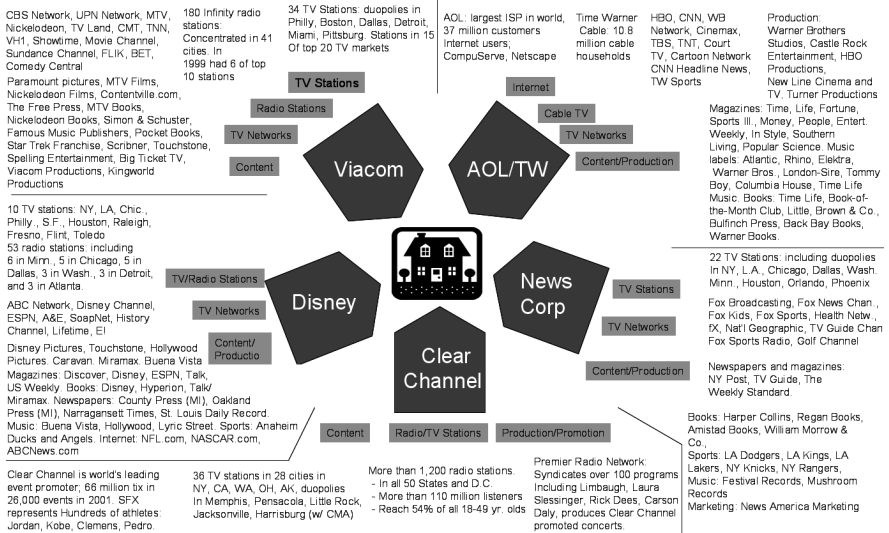 CBS Network, UPN Network, MTV,
Nickelodeon, TV Land, CMT, TNN,
VH1, Showtime, Movie Channel,
Sundance Channel, FLIK, BET,
Comedy Central
180 Infinity radio
stations:
Concentrated in 41
cities. In
1999 had 6 of top
10 stations
34 TV Stations: duopolies in
Philly, Boston, Dallas, Detroit,
Miami, Pittsburg. Stations in 15
Of top 20 TV markets
Paramount pictures, MTV Films,
Nickelodeon Films, Contentville.com,
The Free Press, MTV Books,
Nickelodeon Books, Simon & Schuster,
Famous Music Publishers, Pocket Books,
Star Trek Franchise, Scribner, Touchstone,
Spelling Entertainment, Big Ticket TV,
Viacom Productions, Kingworld
Productions
TV Stations
Radio Stations
TV Networks
Content
Viacom
AOL: largest ISP in world,
37 million customers
Internet users;
CompuServe, Netscape
Time Warner
Cable: 10.8
million cable
households
HBO, CNN, WB
Network, Cinemax,
TBS, TNT, Court
TV, Cartoon Network
CNN Headline News,
TW Sports
Production:
Warner Brothers
Studios, Castle Rock
Entertainment, HBO
Productions,
New Line Cinema and
TV. Turner Productions
Magazines: Time, Life, Fortune,
Sports Ill., Money, People, Entert.
Weekly, In Style, Southern
Living, Popular Science. Music
labels: Atlantic, Rhino, Elektra,
Warner Bros., London-Sire, Tommy
Boy, Columbia House, Time Life
Music. Books: Time Life, Book-of-
the-Month Club, Little, Brown & Co.,
Bulfinch Press, Back Bay Books,
Warner Books.
Internet
Cable TV
TV Networks
Content/Production
AOL/TW
10 TV stations: NY, LA, Chic.,
Philly., S.F., Houston, Raleigh,
Fresno, Flint, Toledo
53 radio stations: including
6 in Minn., 5 in Chicago, 5 in
Dallas, 3 in Wash., 3 in Detroit,
and 3 in Atlanta.
ABC Network, Disney Channel,
ESPN, A&E, SoapNet, History
Channel, Lifetime, E!
Disney Pictures, Touchstone, Hollywood
Pictures. Caravan. Miramax. Buena Vista
Magazines: Discover, Disney, ESPN, Talk,
US Weekly. Books: Disney, Hyperion, Talk/
Miramax. Newspapers: County Press (MI), Oakland
Press (MI), Narragansett Times, St. Louis Daily Record.
Music: Buena Vista, Hollywood, Lyric Street. Sports: Anaheim
Ducks and Angels. Internet: NFL.com, NASCAR.com,
ABCNews.com
TV/Radio Stations
TV Networks
Content/
Productio
Disney
News
Corp
TV Stations
TV Networks
Content/Production
22 TV Stations: including duopolies
In NY, L.A., Chicago, Dallas, Wash.
Minn., Houston, Orlando, Phoenix
Fox Broadcasting, Fox News Chan.,
Fox Kids, Fox Sports, Health Netw.,
fX, Nat'l Geographic, TV Guide Chan
Fox Sports Radio, Golf Channel
Newspapers and magazines:
NY Post, TV Guide, The
Weekly Standard.
Books: Harper Collins, Regan Books,
Amistad Books, William Morrow &
Co.,
Sports: LA Dodgers, LA Kings, LA
Lakers, NY Knicks, NY Rangers,
Music: Festival Records, Mushroom
Records
Marketing: News America Marketing
Clear
Channel
Content
Radio/TV Stations
Production/Promotion
Clear Channel is world's leading
event promoter; 66 million tix in
26,000 events in 2001. SFX
represents Hundreds of athletes:
Jordan, Kobe, Clemens, Pedro.
36 TV stations in 28 cities in
NY, CA, WA, OH, AK, duopolies
In Memphis, Pensacola, Little Rock,
Jacksonville, Harrisburg (w/ CMA)
More than 1,200 radio stations.
- In all 50 States and D.C.
- More than 110 million listeners
- Reach 54% of all 18-49 yr. olds
Premier Radio Network:
Syndicates over 100 programs
Including Limbaugh, Laura
Slessinger, Rick Dees, Carson
Daly, produces Clear Channel
promoted concerts.